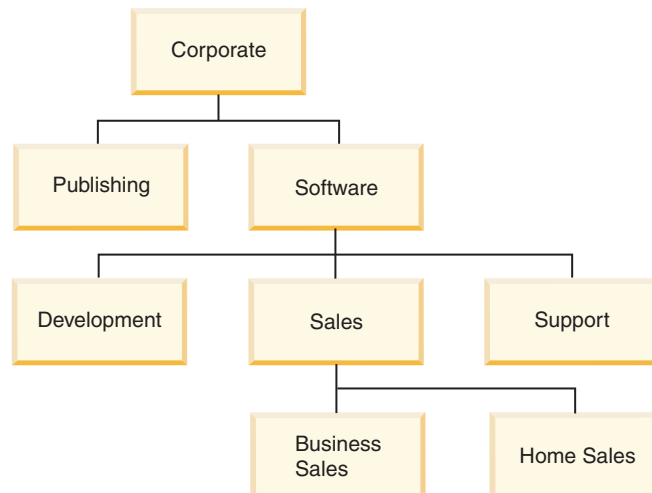 Corporate
Publishing
Software
Development
Sales
Support
Business
Sales
Home Sales